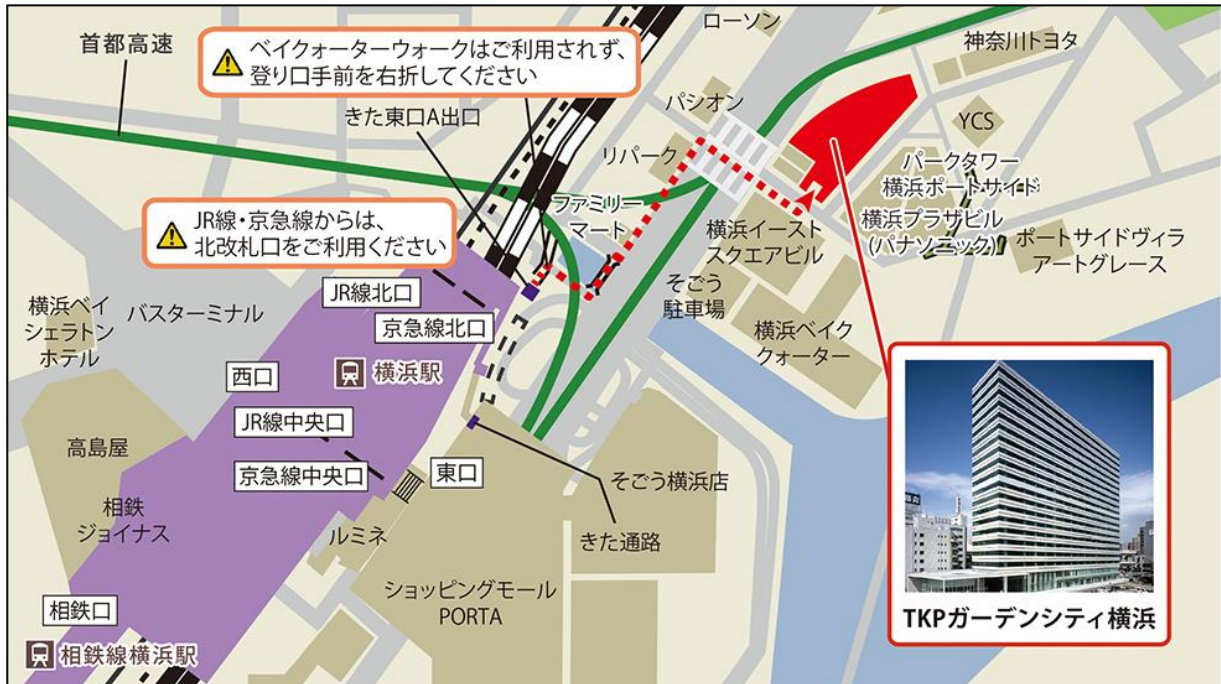 首都高速
ベイクォーターウォークはご利用されず、
登り口手前を右折してください
ローソン
神奈川トヨタ
きた東口A出口
パシオン
YCS
リパーク
パークタワー
横浜ポートサイド
ファミリー
マート
JR線・京急線からは、
北改札口をご利用ください
横浜イースト
スクエアビル
横浜プラザビル
(パナソニック)
ポートサイドヴィラ
アートグレース
JR線北口
そごう
駐車場
横浜ベイ
シェラトン
ホテル
バスターミナル
京急線北口
横浜ベイク
クォーター
西口
横浜駅
JR線中央口
高島屋
京急線中央口
東口
そごう横浜店
相鉄
ジョイナス
ルミネ
きた通路
ショッピングモール
PORTA
相鉄口
相鉄線横浜駅
TKPガーデンシティ横浜